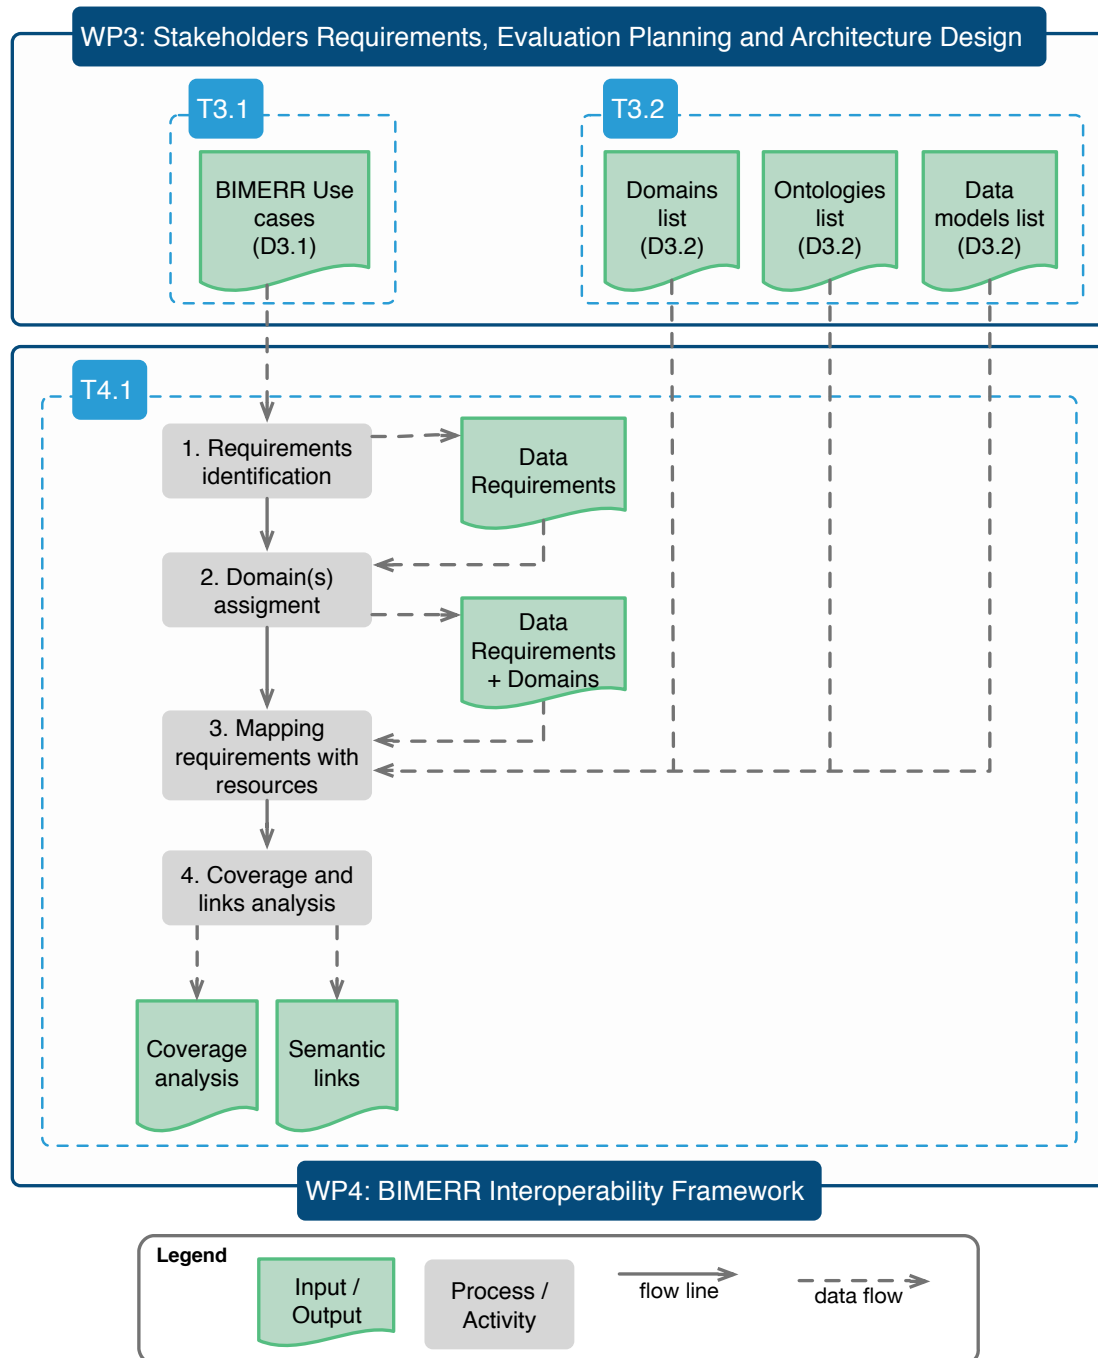 WP3: Stakeholders Requirements, Evaluation Planning and Architecture Design
T3.1
T3.2
BIMERR Use
cases
(D3.1)
Domains
list
(D3.2)
Ontologies
list
(D3.2)
Data
models list
(D3.2)
T4.1
1. Requirements
identification
Data
Requirements
2. Domain(s)
assigment
Data
Requirements
+ Domains
3. Mapping
requirements with
resources
4. Coverage and
links analysis
Coverage
analysis
Semantic
links
WP4: BIMERR Interoperability Framework
Legend
Input /
Output
Process /
Activity
flow line
data flow